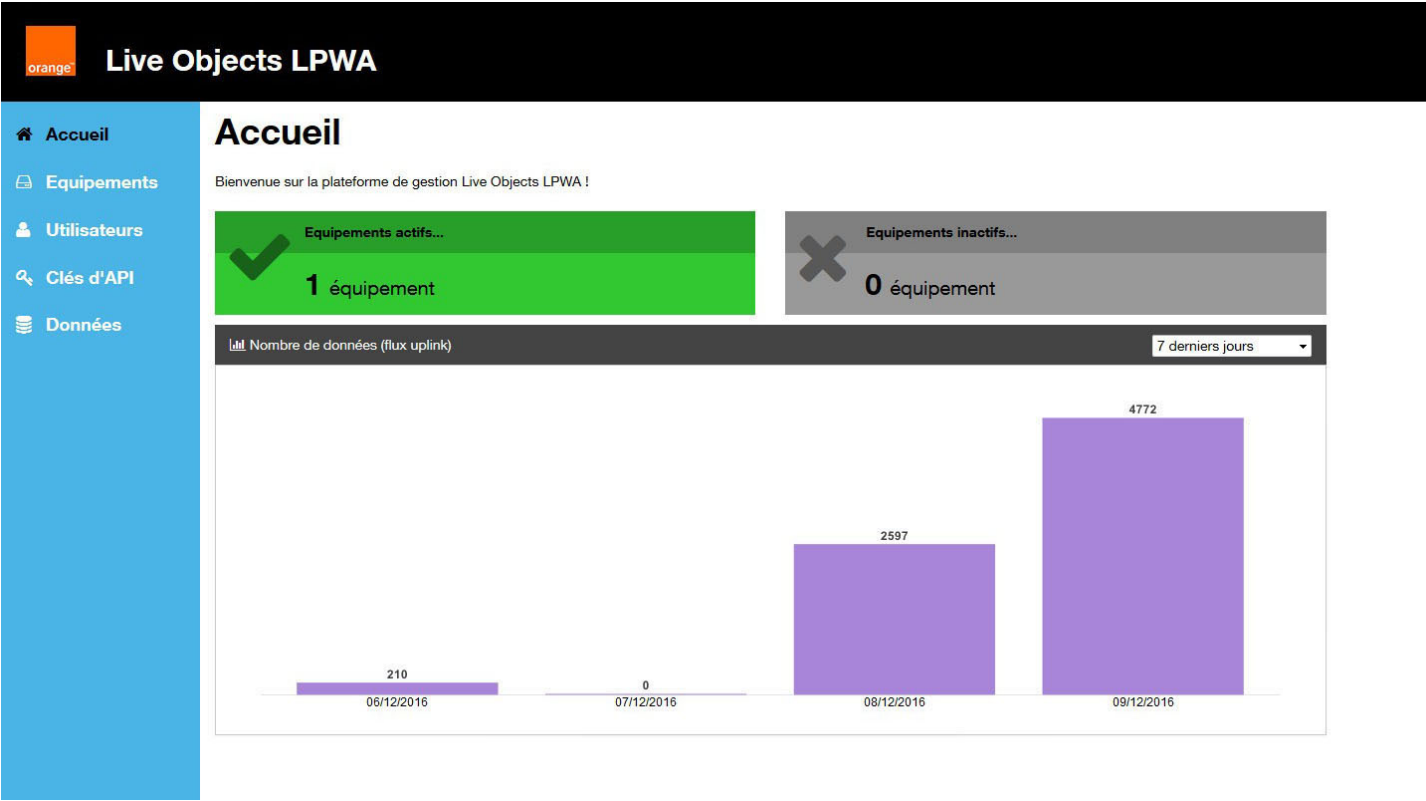 orange™
Live Objects LPWA
Accueil
Equipements
Utilisateurs
Clés d'API
Données
Accueil
Bienvenue sur la plateforme de gestion Live Objects LPWA !
Equipements actifs...
1 équipement
Equipements inactifs...
0 équipement
Nombre de données (flux uplink)
7 derniers jours
210
0
2597
4772
06/12/2016
07/12/2016
08/12/2016
09/12/2016